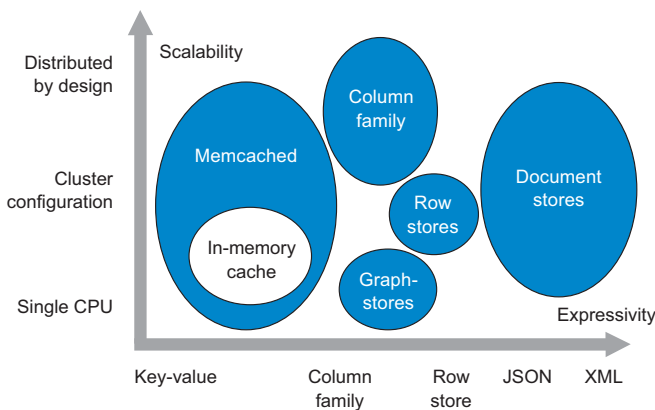 Distributed
by design
Scalability
Column
family
Memcached
Cluster
configuration
Document
stores
Row
stores
In-memory
cache
Graph-
stores
Single CPU
Expressivity
Key-value
Column
family
Row
store
JSON
XML